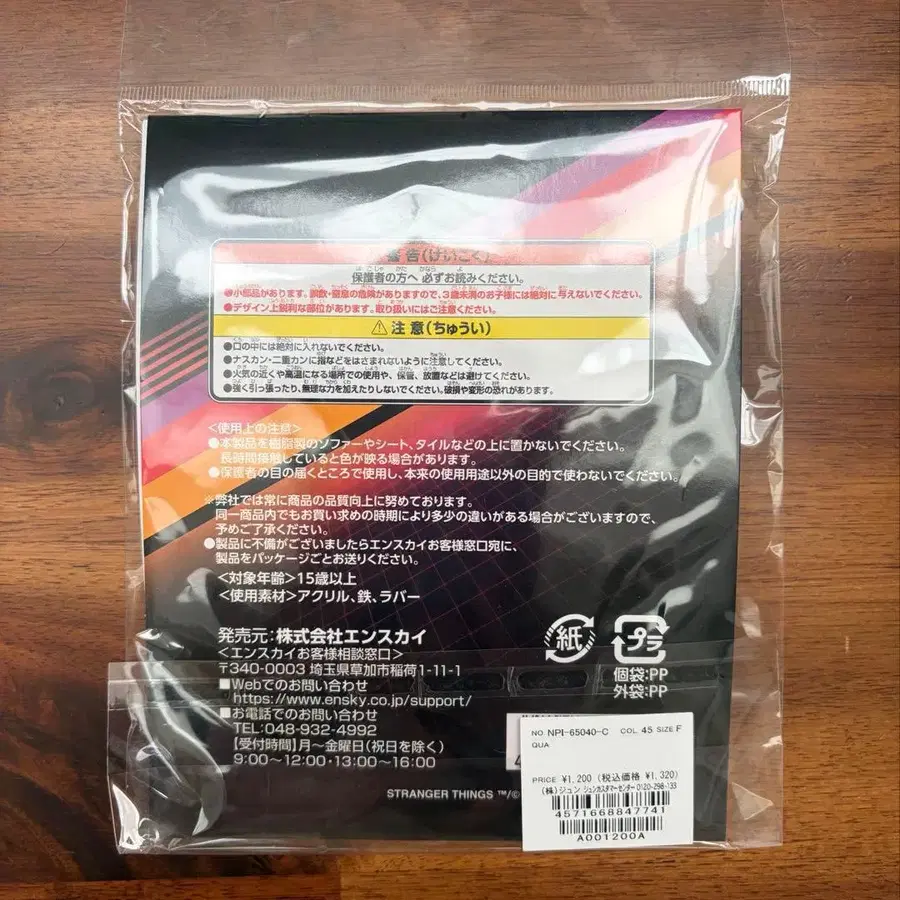 警告(けいこく)
保護者の方へ 必ずお読みください。
●小部品があります。誤飲・窒息の危険がありますので、3歳未満のお子様には絶対に与えないでください。
●デザイン上鋭利な部位があります。取り扱いにはご注意ください。
⚠注意(ちゅうい)
●口の中には絶対に入れないでください。
●ナスカン・二重カンに指などをはさまれないように注意してください。
●火気の近くや高温になる場所での使用や、保管、放置などは避けてください。
●強く引っ張ったり、無理な力を加えたりしないでください。破損や変形の恐れがあります。
<使用上の注意>
●本製品を樹脂製のソファーやシート、タイルなどの上に置かないでください。
長時間接触していると色が映る場合があります。
●保護者の目の届くところで使用し、本来の使用用途以外の目的で使わないでください。
※弊社では常に商品の品質向上に努めております。
同一商品内でもお買い求めの時期により多少の違いがある場合がございますので、
予めご了承ください。
●製品に不備がございましたらエンスカイお客様窓口宛に、
製品をパッケージごとお送りください。
<対象年齢>15歳以上
<使用素材>アクリル、鉄、ラバー
発売元:株式会社エンスカイ
<エンスカイお客様相談窓口>
〒340-0003 埼玉県草加市稲荷1-11-1
■Webでのお問い合わせ
https://www.ensky.co.jp/support/
■お電話でのお問い合わせ
TEL:048-932-4992
【受付時間】月〜金曜日(祝日を除く)
9:00〜12:00・13:00〜16:00
紙
プラ
個袋:PP
外袋:PP
STRANGER THINGS ™/©
NO NPI-65040-C COL 45 SIZE F
QUA
PRICE ¥1,200 (税込価格 ¥1,320)
(株)ジュン ジュンカスタマーセンター 0120-298-133
4571668847741
A001200A